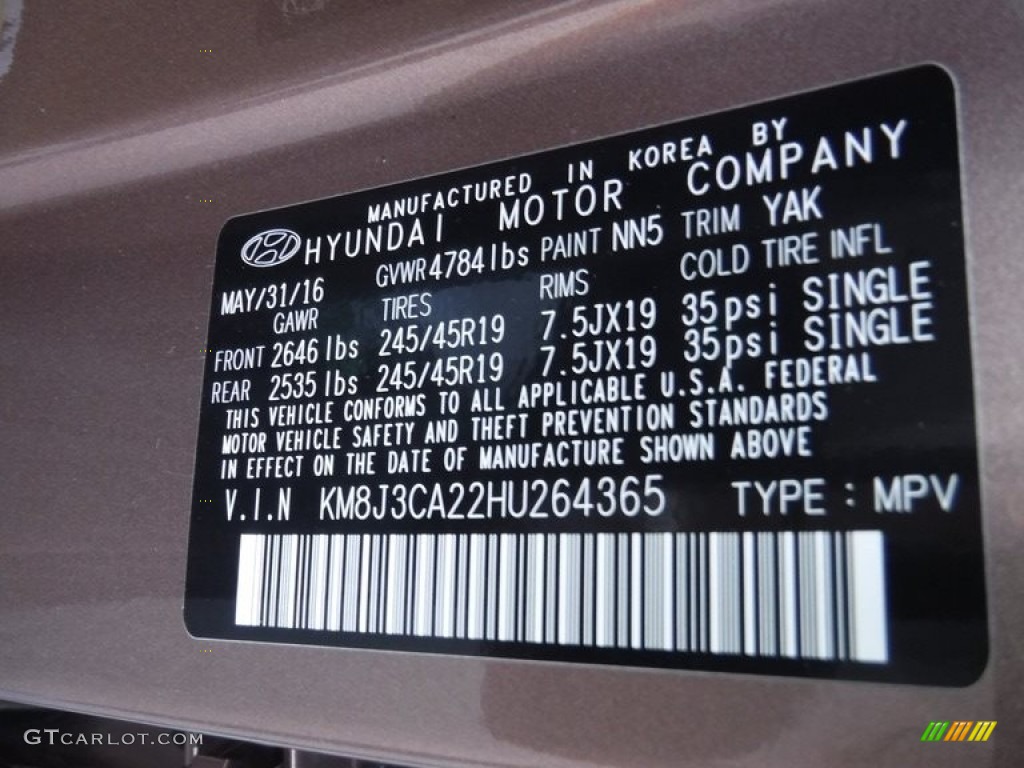 MANUFACTURED IN KOREA BY
HYUNDAI MOTOR COMPANY
MAY/31/16 GVWR 4784 lbs PAINT NN5 TRIM YAK
GAWR TIRES RIMS COLD TIRE INFL
FRONT 2646 lbs 245/45R19 7.5JX19 35psi SINGLE
REAR 2535 lbs 245/45R19 7.5JX19 35psi SINGLE
THIS VEHICLE CONFORMS TO ALL APPLICABLE U.S.A. FEDERAL
MOTOR VEHICLE SAFETY AND THEFT PREVENTION STANDARDS
IN EFFECT ON THE DATE OF MANUFACTURE SHOWN ABOVE
V.I.N KM8J3CA22HU264365 TYPE : MPV
GTCARLOT.COM